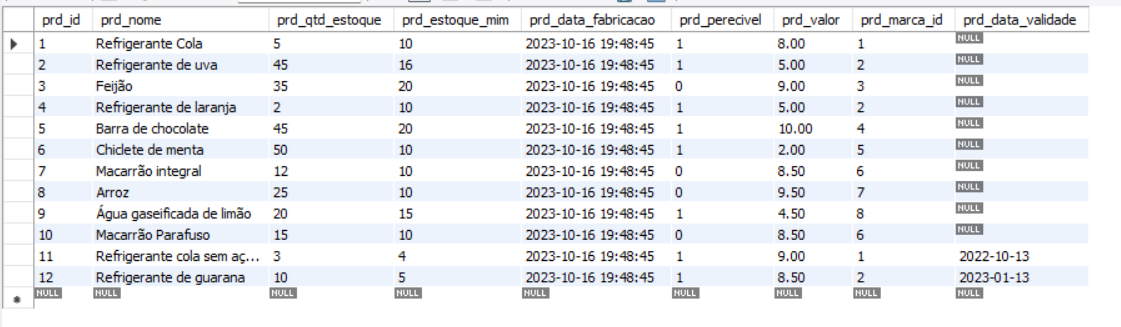 prd_id prd_nome prd_qtd_estoque prd_estoque_mim prd_data_fabricacao prd_perecivel prd_valor prd_marca_id prd_data_validade
1 Refrigerante Cola 5 10 2023-10-16 19:48:45 1 8.00 1 NULL
2 Refrigerante de uva 45 16 2023-10-16 19:48:45 1 5.00 2 NULL
3 Feijão 35 20 2023-10-16 19:48:45 0 9.00 3 NULL
4 Refrigerante de laranja 2 10 2023-10-16 19:48:45 1 5.00 2 NULL
5 Barra de chocolate 45 20 2023-10-16 19:48:45 1 10.00 4 NULL
6 Chiclete de menta 50 10 2023-10-16 19:48:45 1 2.00 5 NULL
7 Macarrão integral 12 10 2023-10-16 19:48:45 0 8.50 6 NULL
8 Arroz 25 10 2023-10-16 19:48:45 0 9.50 7 NULL
9 Água gaseificada de limão 20 15 2023-10-16 19:48:45 1 4.50 8 NULL
10 Macarrão Parafuso 15 10 2023-10-16 19:48:45 0 8.50 6 NULL
11 Refrigerante cola sem aç... 3 4 2023-10-16 19:48:45 1 9.00 1 2022-10-13
12 Refrigerante de guarana 10 5 2023-10-16 19:48:45 1 8.50 2 2023-01-13
NULL NULL NULL NULL NULL NULL NULL NULL NULL